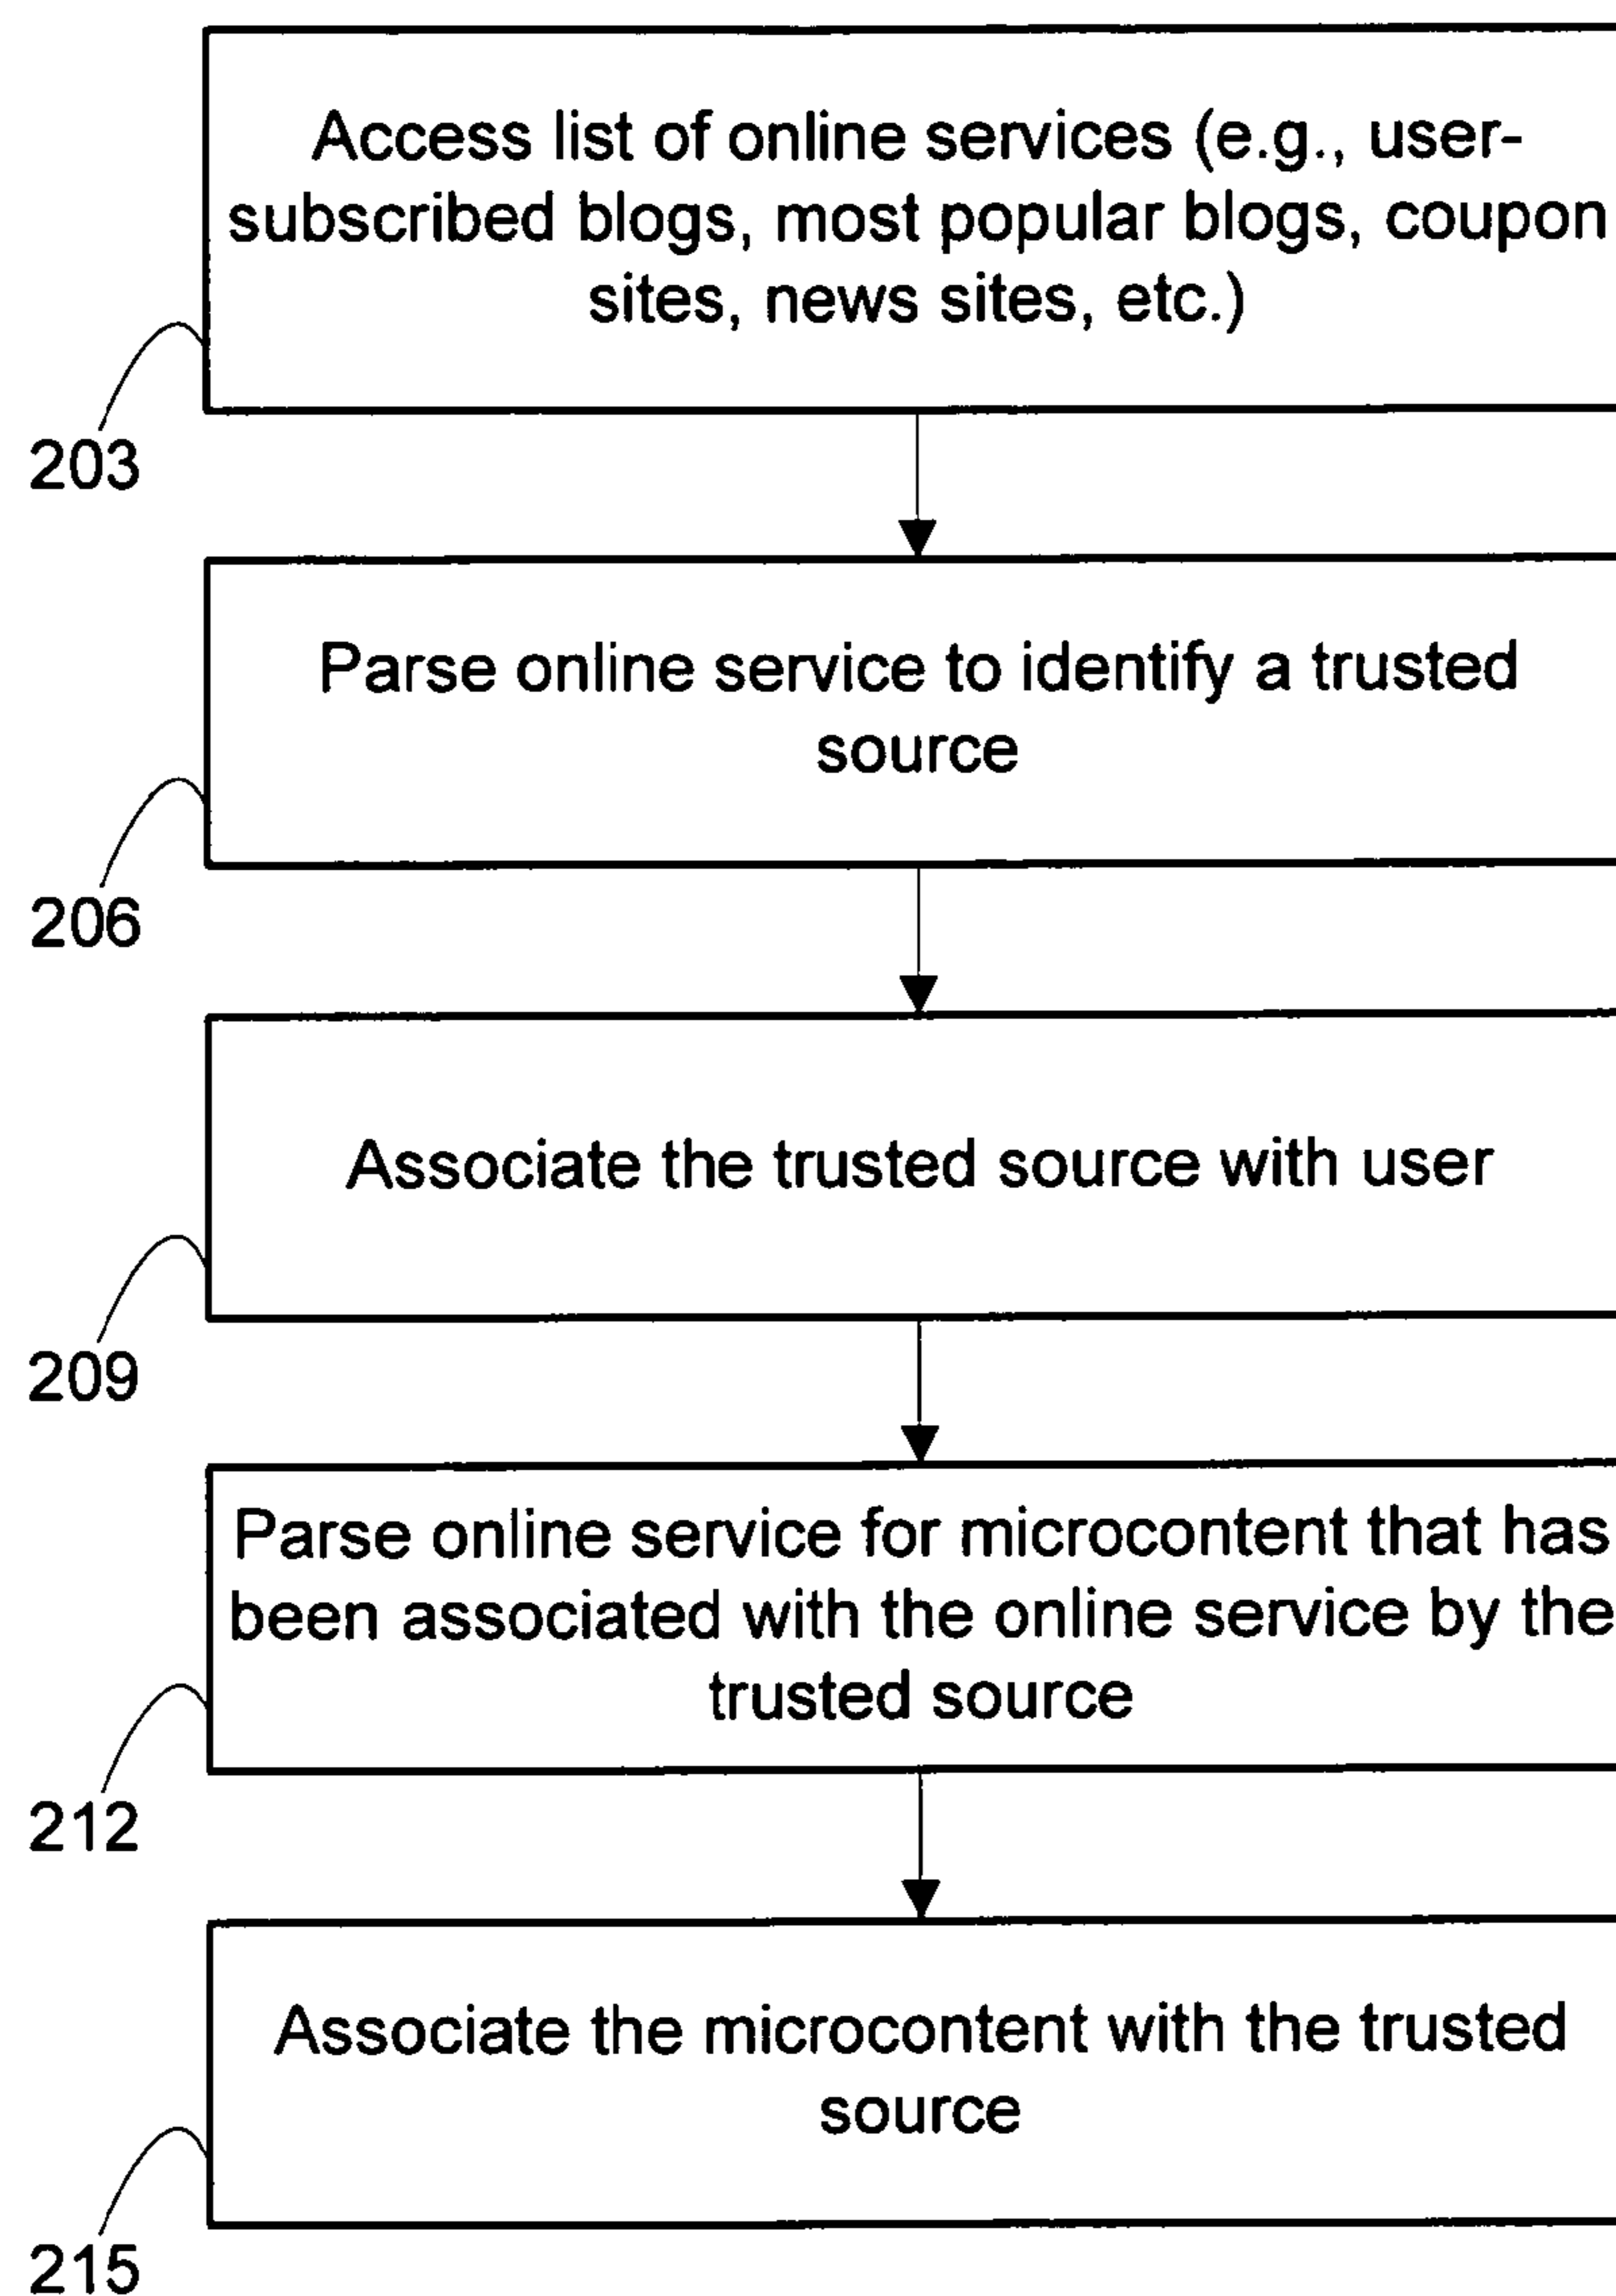 Access list of online services (e.g., user-
subscribed blogs, most popular blogs, coupon
sites, news sites, etc.)
203
Parse online service to identify a trusted
source
206
Associate the trusted source with user
209
Parse online service for microcontent that has
been associated with the online service by the
trusted source
212
Associate the microcontent with the trusted
source
215